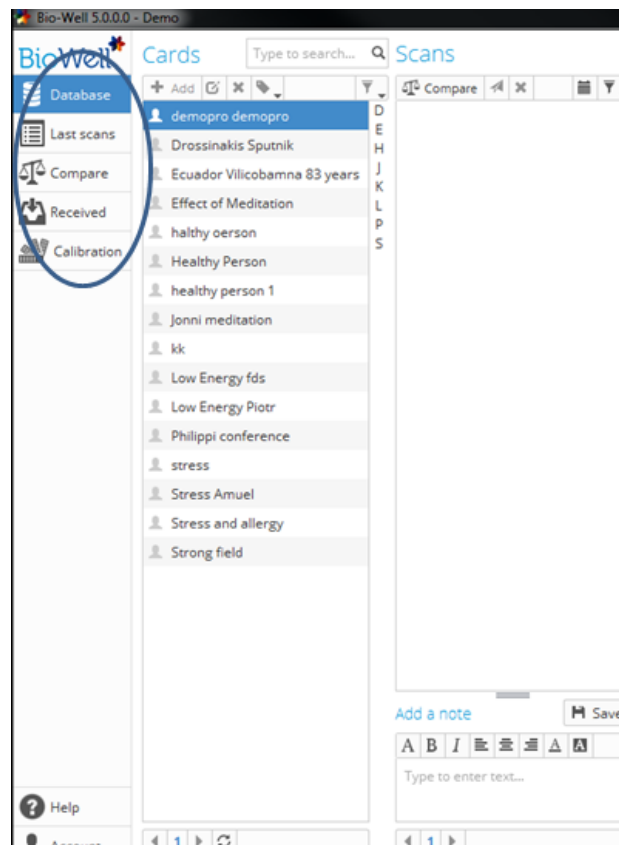 Bio-Well 5.0.0.0 - Demo
BioWell
Database
Last scans
Compare
Received
Calibration
Help
Account
Cards
Type to search...
Add
demopro demopro
Drossinakis Sputnik
Ecuador Vilicobamna 83 years
Effect of Meditation
halthy oerson
Healthy Person
healthy person 1
Jonni meditation
kk
Low Energy fds
Low Energy Piotr
Philippi conference
stress
Stress Amuel
Stress and allergy
Strong field
D
E
H
J
K
L
P
S
1
Scans
Compare
Add a note
Save
A B I A A
Type to enter text...
1